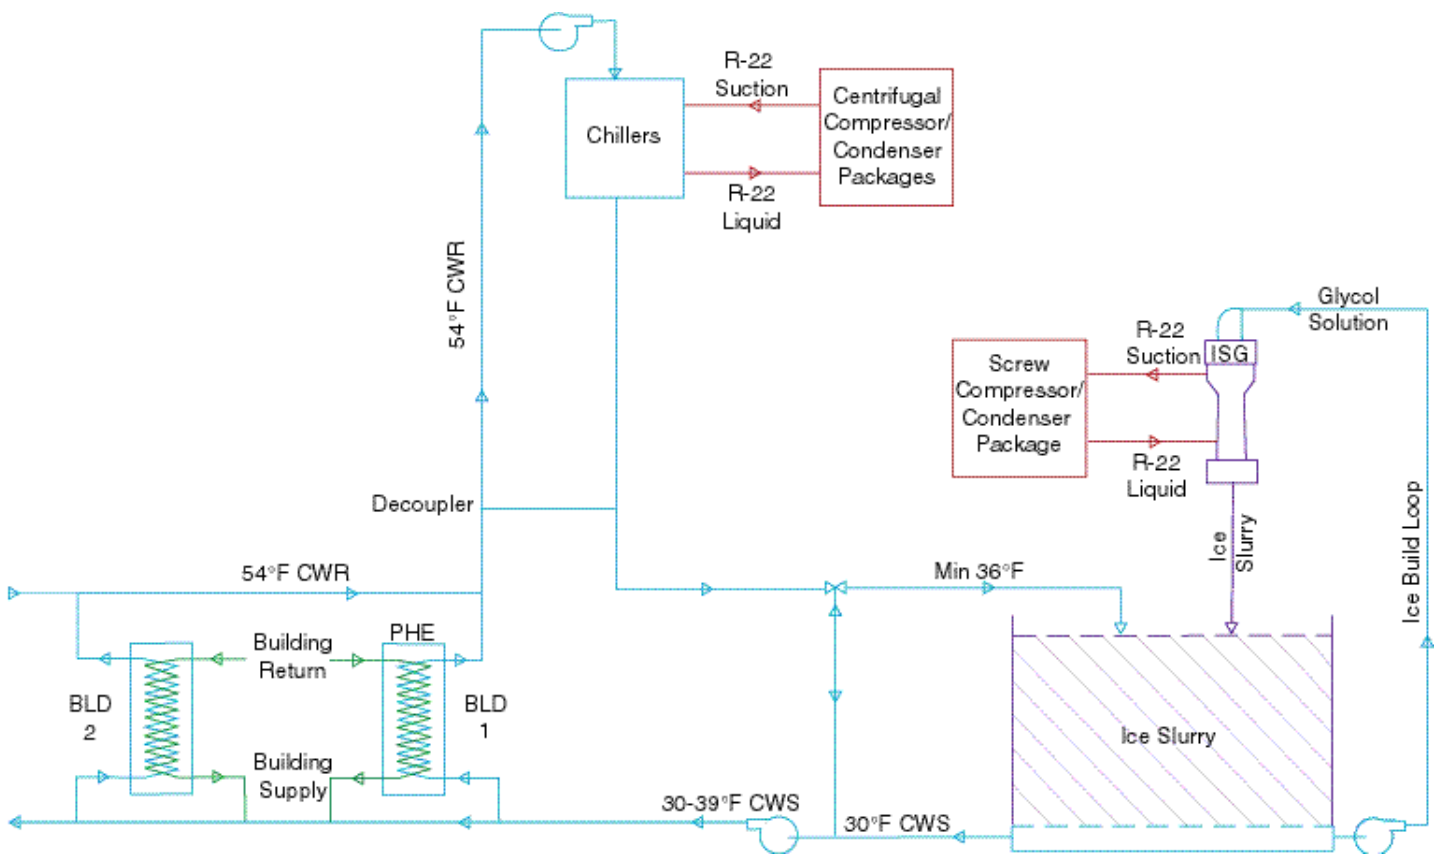 R-22
Suction
Centrifugal
Compressor/
Condenser
Packages
Chillers
R-22
Liquid
54°F CWR
Glycol
Solution
R-22
Suction
ISG
Screw
Compressor/
Condenser
Package
R-22
Liquid
Decoupler
Ice
Slurry
Ice Build Loop
54°F CWR
Min 36°F
PHE
Building
Return
BLD
2
BLD
1
Ice Slurry
Building
Supply
30-39°F CWS
30°F CWS